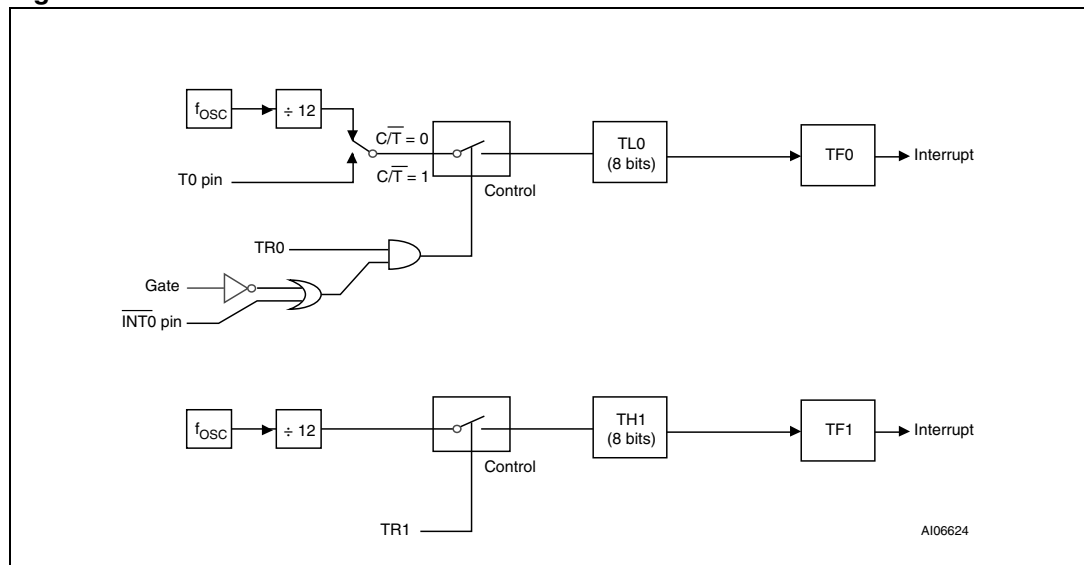 fOSC
÷ 12
C/T̅ = 0
C/T̅ = 1
T0 pin
Control
TL0
(8 bits)
TF0
Interrupt
TR0
Gate
I̅N̅T̅0̅ pin
fOSC
÷ 12
Control
TH1
(8 bits)
TF1
Interrupt
TR1
AI06624